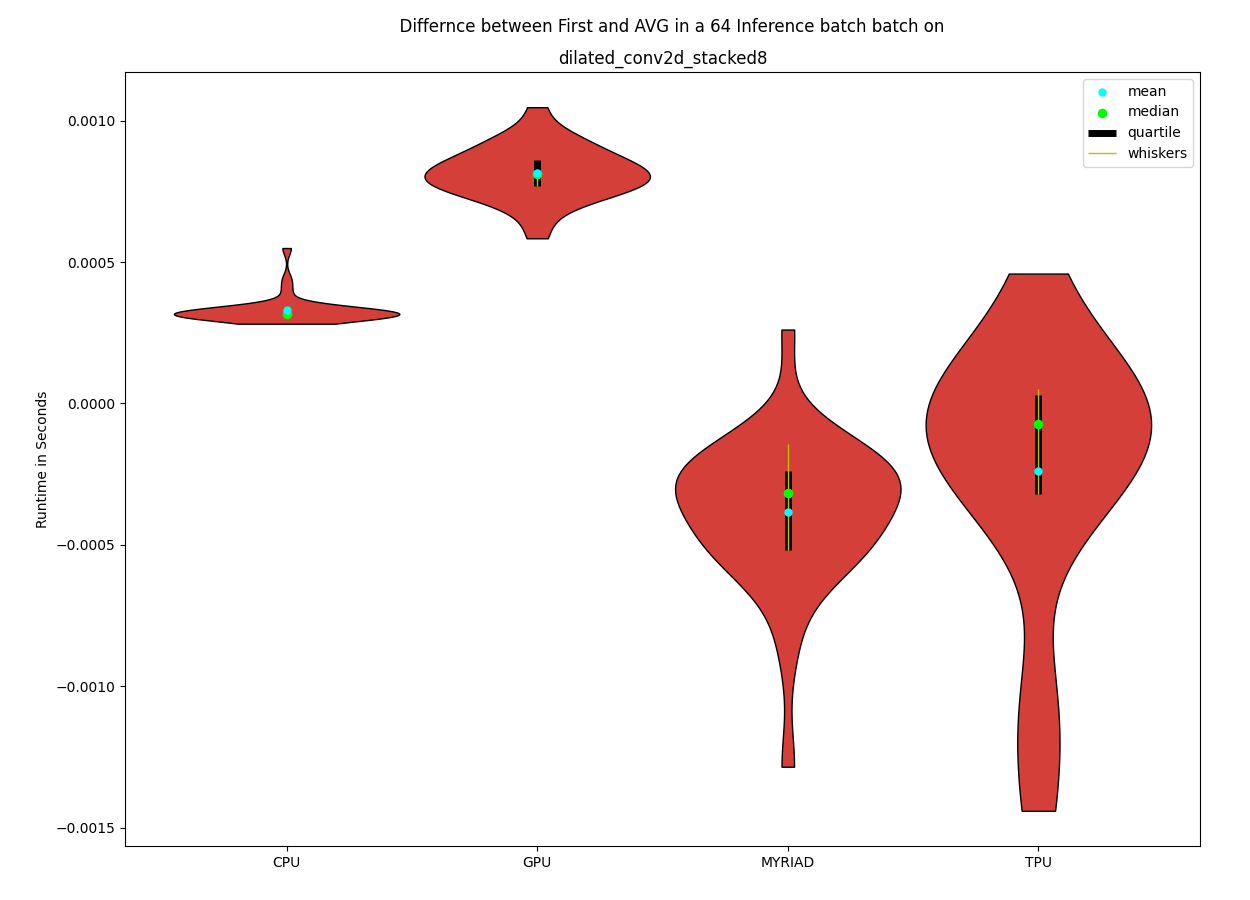 Differnce between First and AVG in a 64 Inference batch batch on
dilated_conv2d_stacked8
mean
median
quartile
whiskers
Runtime in Seconds
0.0010
0.0005
0.0000
−0.0005
−0.0010
−0.0015
CPU GPU MYRIAD TPU